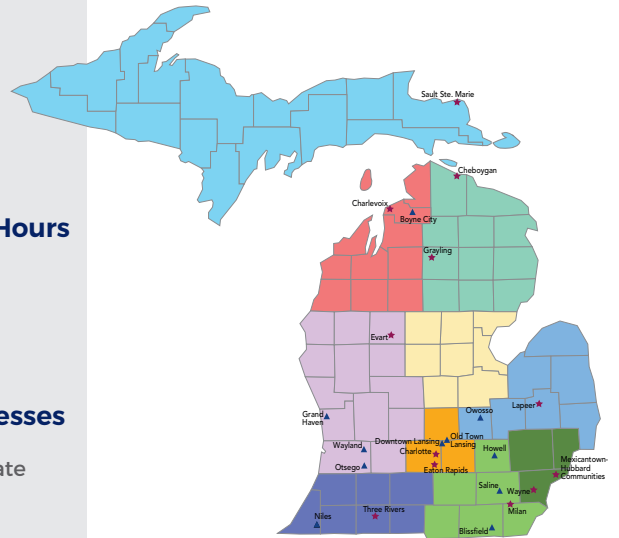 Hours
esses
ate
Sault Ste. Marie
Cheboygan
Charlevoix
Boyne City
Grayling
Evart
Grand
Haven
Owosso
Lapeer
Wayland
Downtown Lansing
Old Town
Lansing
Charlotte
Howell
Otsego
Eaton Rapids
Mexicantown-
Hubbard
Communities
Saline
Wayne
Niles
Three Rivers
Milan
Blissfield